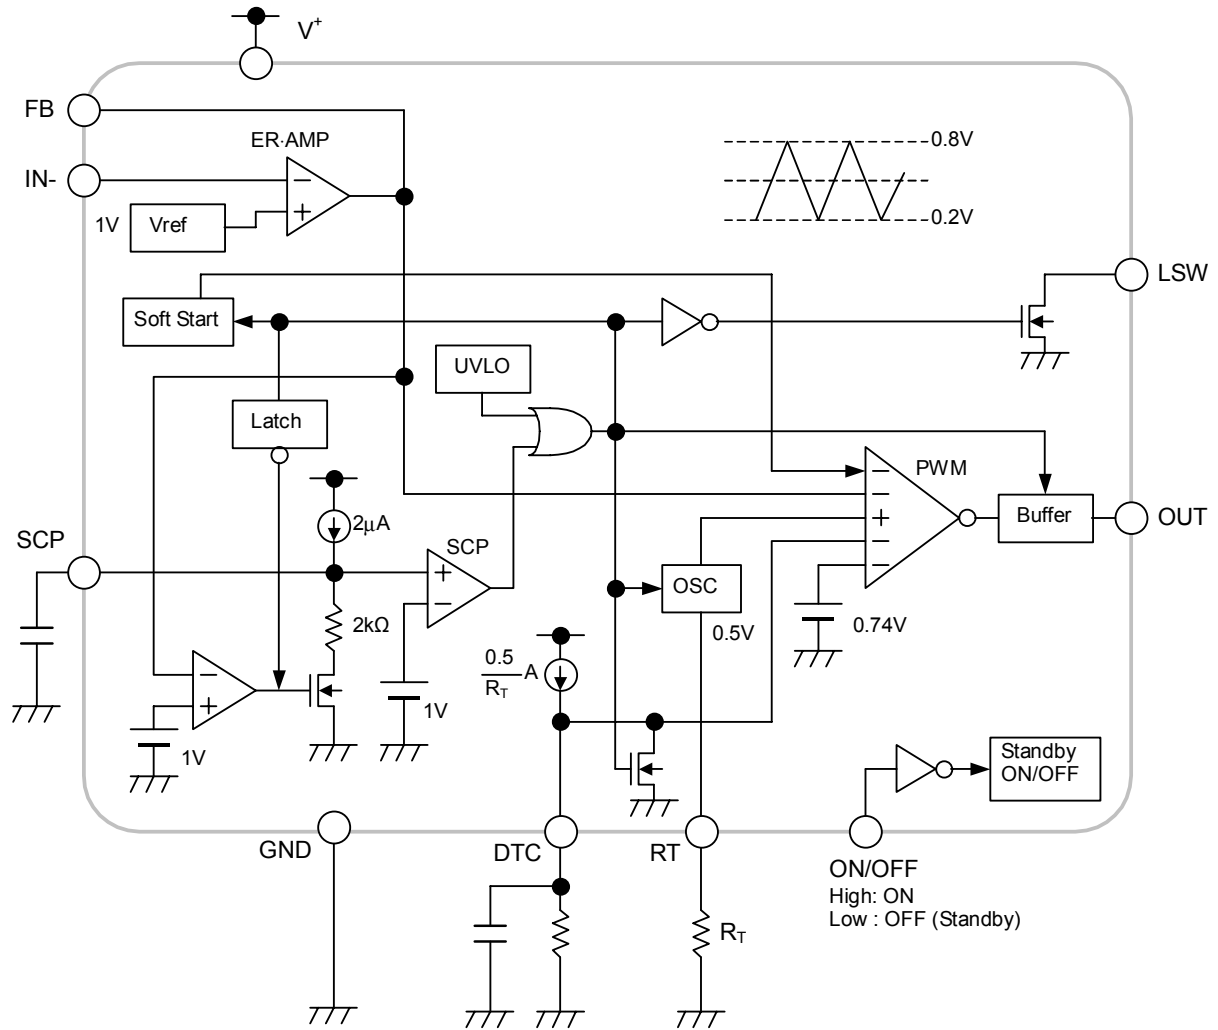 V+
FB
ER·AMP
0.8V
IN-
−
1V
Vref
+
0.2V
LSW
Soft Start
UVLO
Latch
PWM
−
−
2μA
+
Buffer
OUT
SCP
SCP
−
+
OSC
−
2kΩ
0.5V
0.74V
0.5
RT
A
−
+
1V
1V
Standby
ON/OFF
GND
DTC
RT
ON/OFF
High: ON
Low : OFF (Standby)
RT